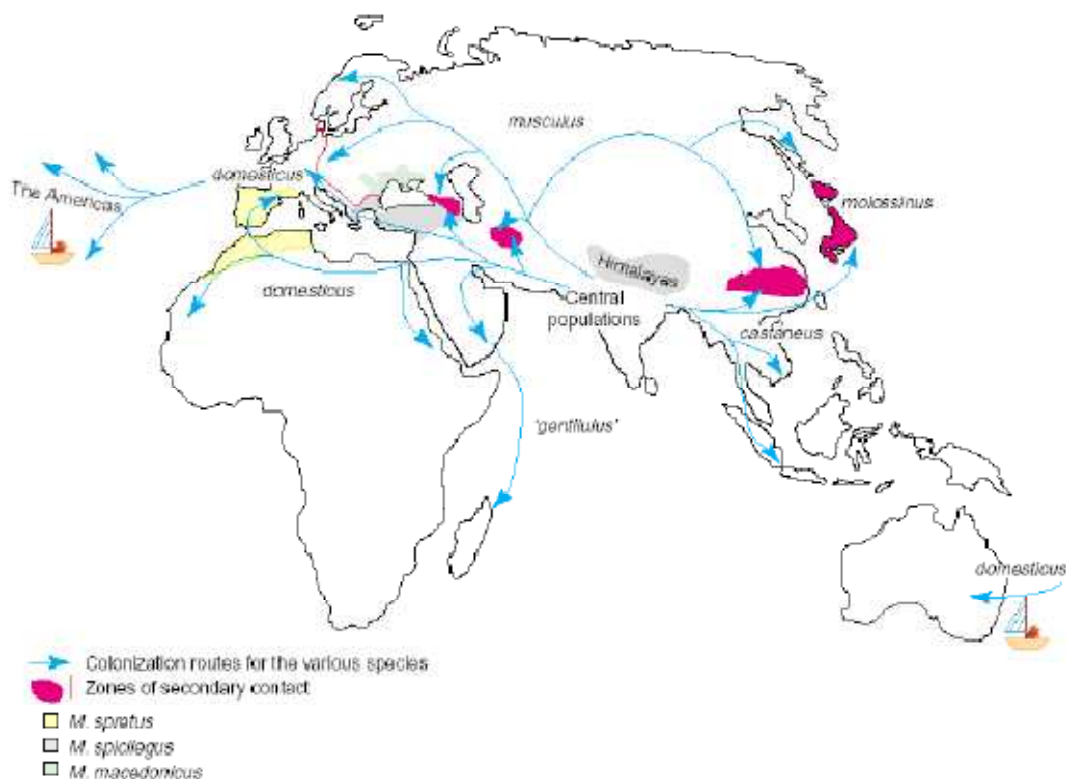 musculus
domesticus
The Americas
molossinus
Himalayas
domesticus
Central
populations
castaneus
'gentilulus'
domesticus
Colonization routes for the various species
Zones of secondary contact
M. spretus
M. spicilegus
M. macedonicus